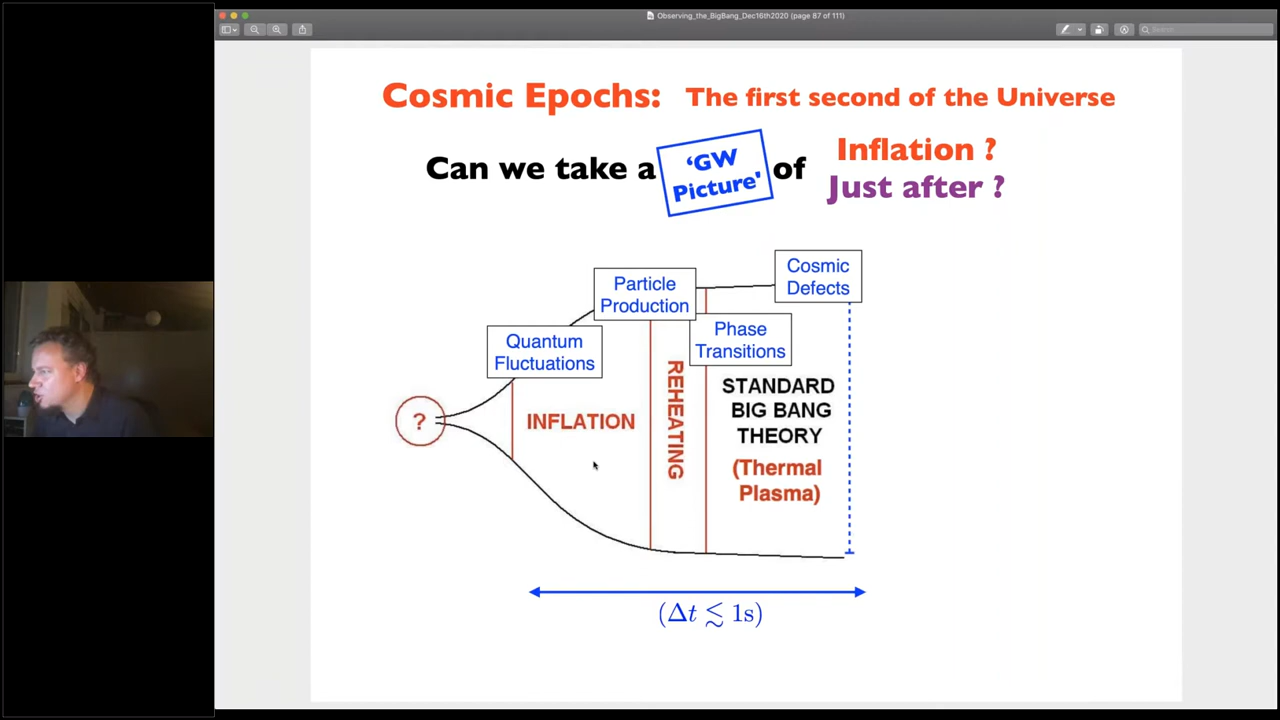 Observing_the_BigBang_Dec16th2020 (page 87 of 111)
Search
Cosmic Epochs: The first second of the Universe
Can we take a 'GW Picture' of
Inflation ?
Just after ?
Cosmic
Defects
Particle
Production
Phase
Transitions
Quantum
Fluctuations
?
INFLATION
REHEATING
STANDARD
BIG BANG
THEORY
(Thermal
Plasma)
(Δt ≲ 1s)